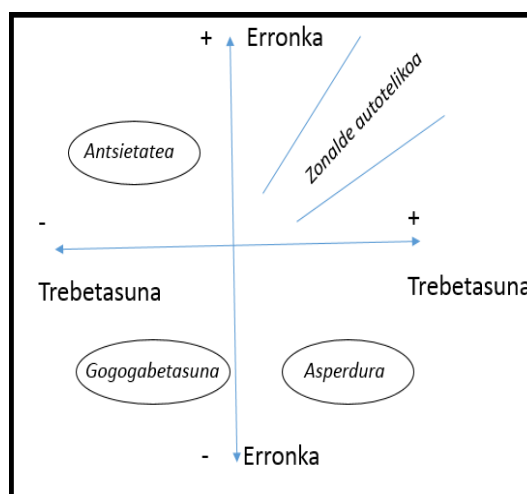 + Erronka
Zonalde autotelikoa
Antsietatea
- +
Trebetasuna Trebetasuna
Gogogabetasuna Asperdura
- Erronka